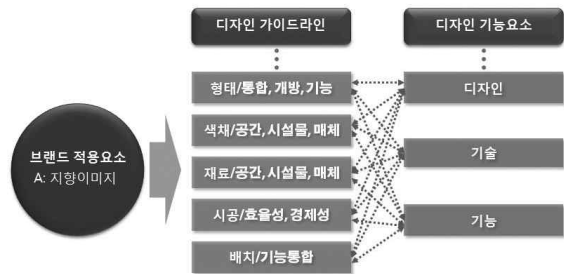 디자인 가이드라인
디자인 기능요소
형태/통합, 개방, 기능
디자인
색채/공간, 시설물, 매체
브랜드 적용요소
A: 지향이미지
기술
재료/공간, 시설물, 매체
시공/효율성, 경제성
기능
배치/기능통합